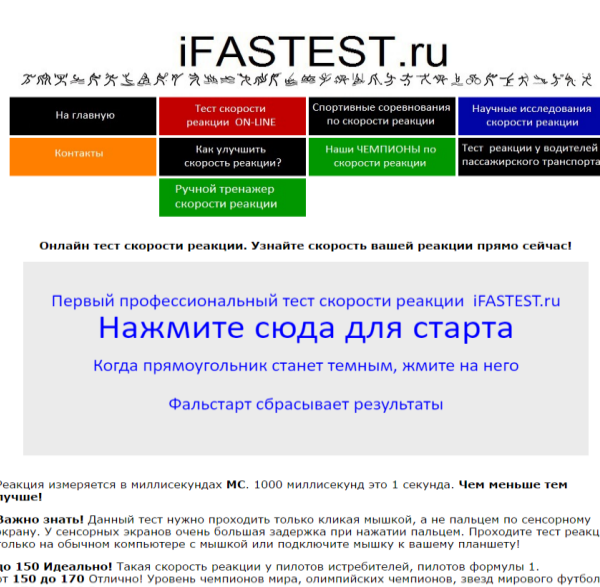 iFASTEST.ru
На главную
Тест скорости
реакции ON-LINE
Спортивные соревнования
по скорости реакции
Научные исследования
скорости реакции
Контакты
Как улучшить
скорость реакции?
Наши ЧЕМПИОНЫ по
скорости реакции
Тест реакции у водителей
пассажирского транспорта
Ручной тренажер
скорости реакции
Онлайн тест скорости реакции. Узнайте скорость вашей реакции прямо сейчас!
Первый профессиональный тест скорости реакции iFASTEST.ru
Нажмите сюда для старта
Когда прямоугольник станет темным, жмите на него
Фальстарт сбрасывает результаты
Реакция измеряется в миллисекундах МС. 1000 миллисекунд это 1 секунда. Чем меньше тем
лучше!
Важно знать! Данный тест нужно проходить только кликая мышкой, а не пальцем по сенсорному
экрану. У сенсорных экранов очень большая задержка при нажатии пальцем. Проходите тест реакц
только на обычном компьютере с мышкой или подключите мышку к вашему планшету!
до 150 Идеально! Такая скорость реакции у пилотов истребителей, пилотов формулы 1.
от 150 до 170 Отлично! Уровень чемпионов мира, олимпийских чемпионов, звезд мирового футбол